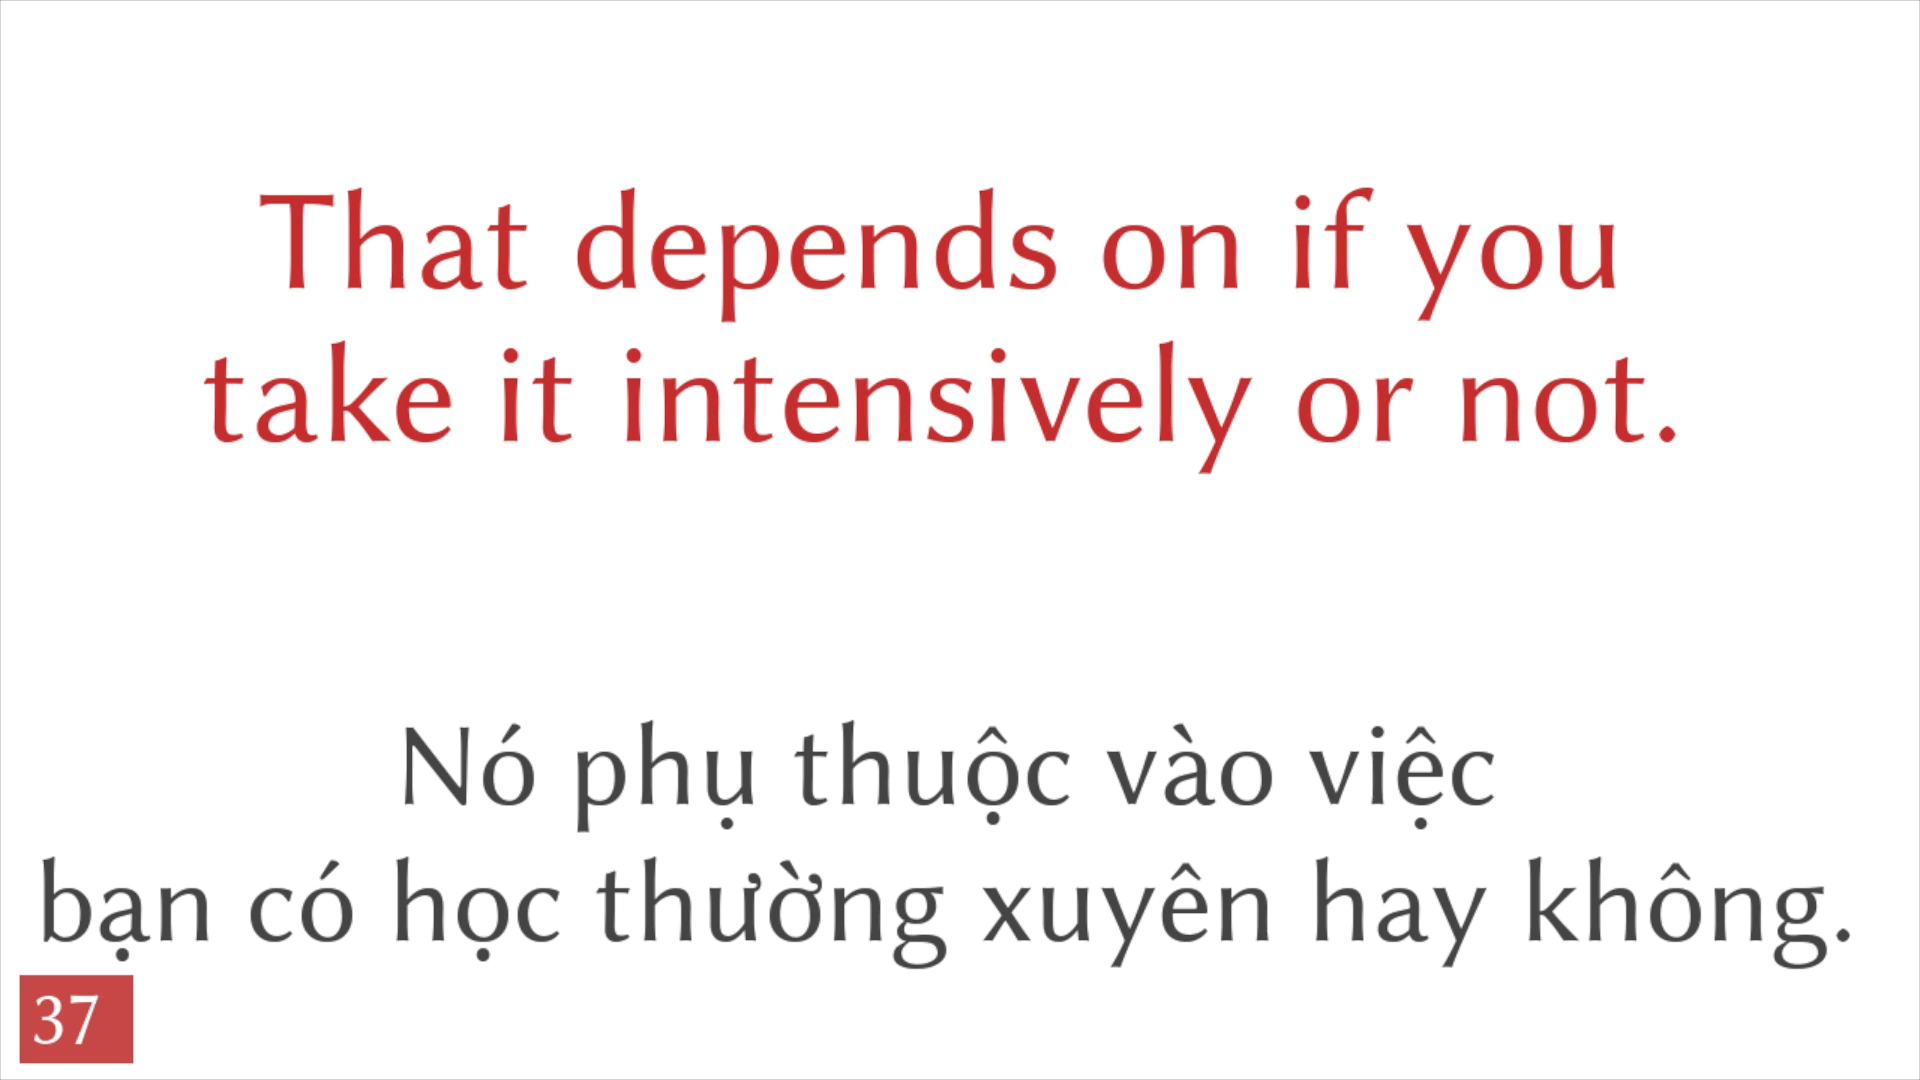 That depends on if you
take it intensively or not.
Nó phụ thuộc vào việc
bạn có học thường xuyên hay không.
37